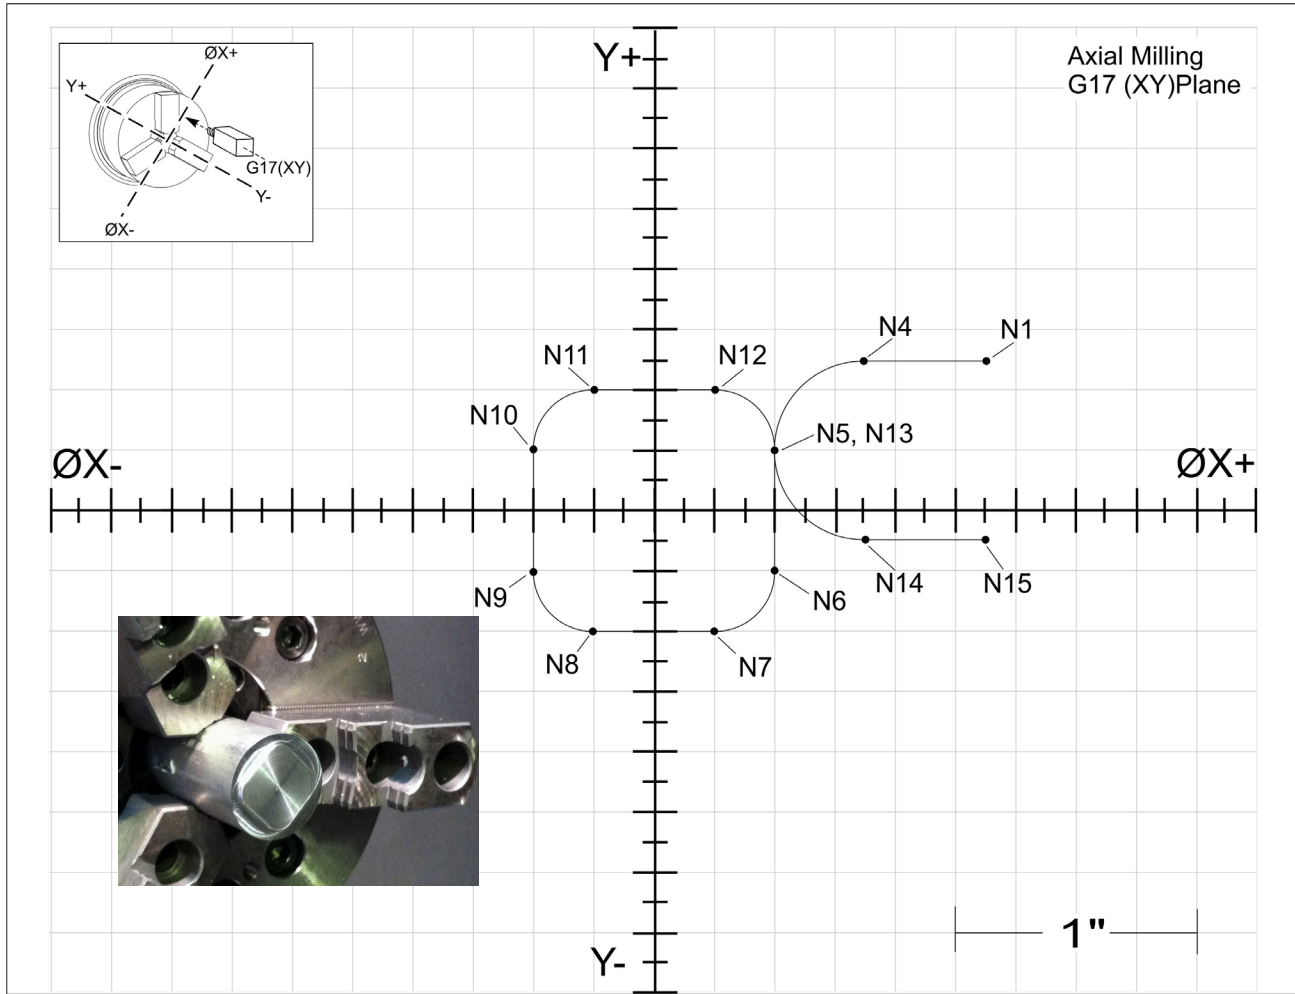 ØX+
Y+
G17(XY)
Y-
ØX-
Y+
Axial Milling
G17 (XY)Plane
N4
N1
N11
N12
N10
N5, N13
ØX-
ØX+
N14
N15
N9
N6
N8
N7
1"
Y-